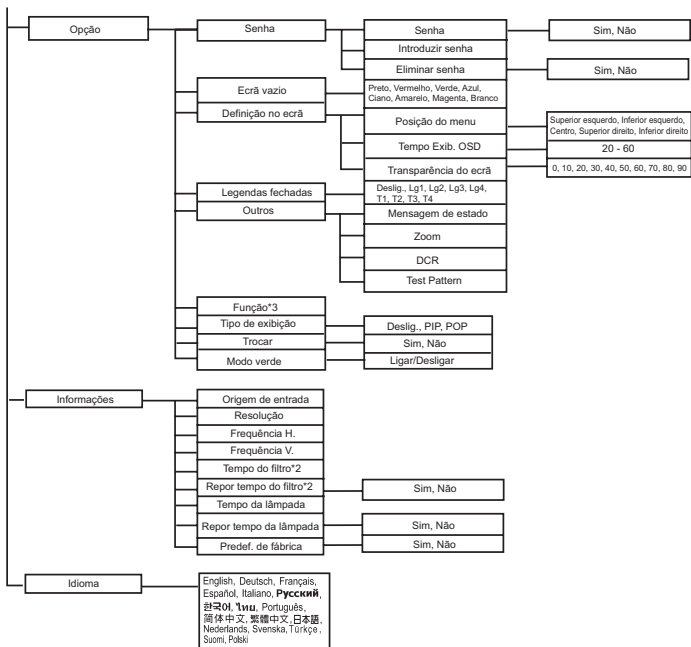 Opção
Senha
Senha
Sim, Não
Introduzir senha
Eliminar senha
Sim, Não
Ecrã vazio
Preto, Vermelho, Verde, Azul,
Ciano, Amarelo, Magenta, Branco
Definição no ecrã
Posição do menu
Superior esquerdo, Inferior esquerdo,
Centro, Superior direito, Inferior direito
Tempo Exib. OSD
20 - 60
Transparência do ecrã
0, 10, 20, 30, 40, 50, 60, 70, 80, 90
Legendas fechadas
Deslig., Lg1, Lg2, Lg3, Lg4,
T1, T2, T3, T4
Outros
Mensagem de estado
Zoom
DCR
Test Pattern
Função*3
Tipo de exibição
Deslig., PIP, POP
Trocar
Sim, Não
Modo verde
Ligar/Desligar
Informações
Origem de entrada
Resolução
Frequência H.
Frequência V.
Tempo do filtro*2
Repor tempo do filtro*2
Sim, Não
Tempo da lâmpada
Repor tempo da lâmpada
Sim, Não
Predef. de fábrica
Sim, Não
Idioma
English, Deutsch, Français,
Español, Italiano, Русский,
한국어, ไทย, Português,
简体中文, 繁體中文, 日本語,
Nederlands, Svenska, Türkçe,
Suomi, Polski